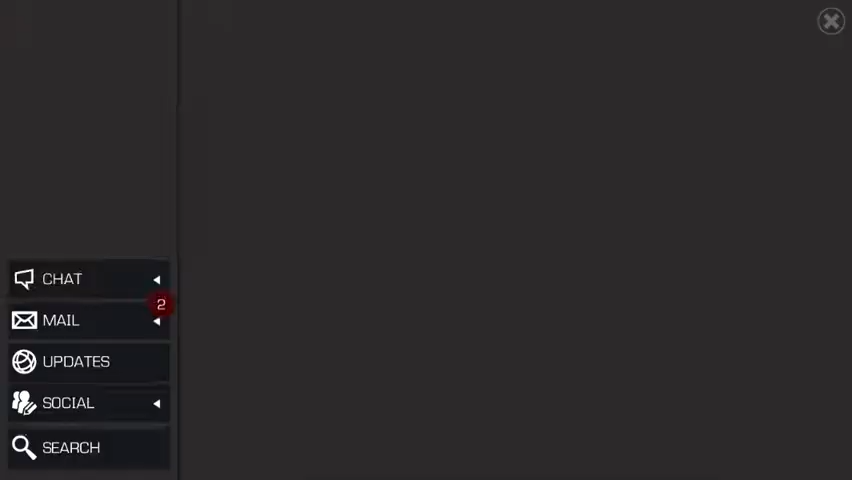 CHAT
2
MAIL
UPDATES
SOCIAL
SEARCH